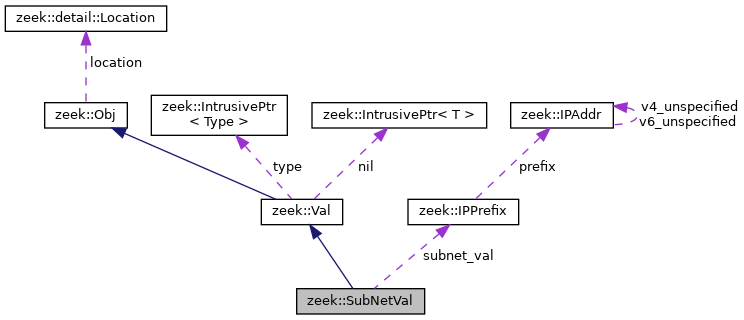 zeek::detail::Location
location
zeek::Obj
zeek::IntrusivePtr
< Type >
zeek::IntrusivePtr< T >
zeek::IPAddr
v4_unspecified
v6_unspecified
type
nil
prefix
zeek::Val
zeek::IPPrefix
subnet_val
zeek::SubNetVal